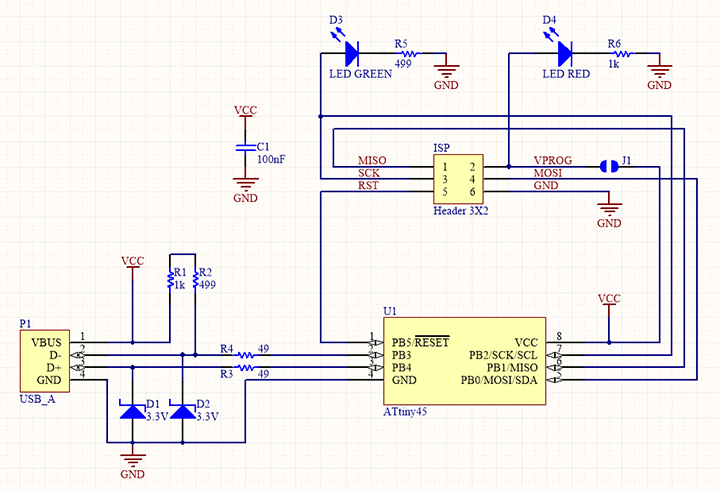 D3
R5
499
LED GREEN
GND
D4
R6
1k
LED RED
GND
VCC
C1
100nF
GND
ISP
MISO
SCK
RST
1 2
3 4
5 6
VPROG
MOSI
GND
J1
Header 3X2
GND
VCC
R1
1k
R2
499
P1
VBUS 1
D- 2
D+ 3
GND 4
USB_A
R4 49
R3 49
D1
3.3V
D2
3.3V
GND
U1
1 PB5/RESET
2 PB3
3 PB4
4 GND
VCC 8
PB2/SCK/SCL 7
PB1/MISO 6
PB0/MOSI/SDA 5
ATtiny45
VCC